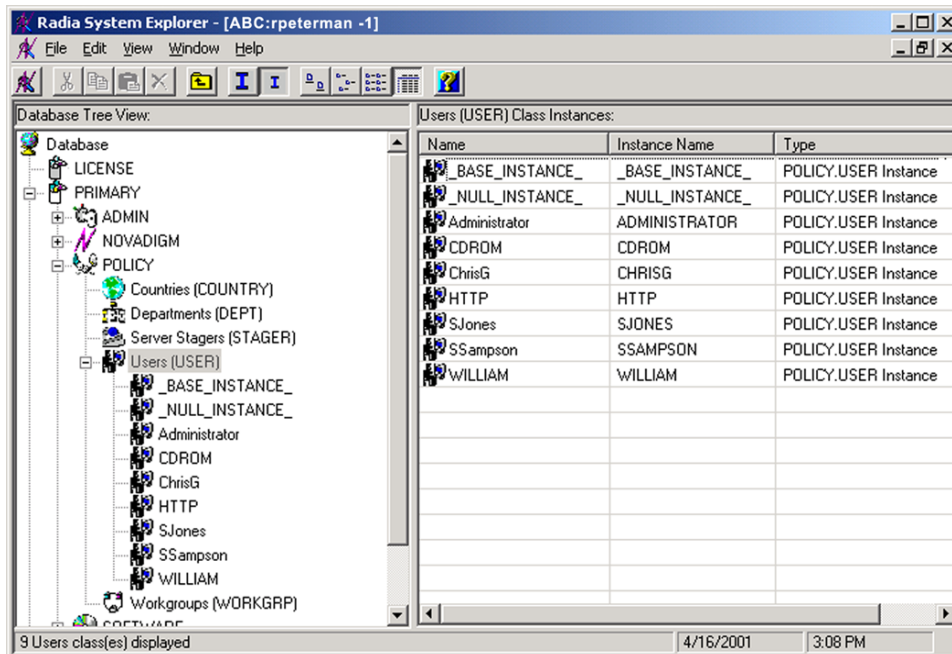 Radia System Explorer - [ABC:rpeterman -1]
File Edit View Window Help
Database Tree View:
Database
LICENSE
PRIMARY
ADMIN
NOVADIGM
POLICY
Countries (COUNTRY)
Departments (DEPT)
Server Stagers (STAGER)
Users (USER)
_BASE_INSTANCE_
_NULL_INSTANCE_
Administrator
CDROM
ChrisG
HTTP
SJones
SSampson
WILLIAM
Workgroups (WORKGRP)
SOFTWARE
Users (USER) Class Instances:
Name Instance Name Type
_BASE_INSTANCE_ _BASE_INSTANCE_ POLICY.USER Instance
_NULL_INSTANCE_ _NULL_INSTANCE_ POLICY.USER Instance
Administrator ADMINISTRATOR POLICY.USER Instance
CDROM CDROM POLICY.USER Instance
ChrisG CHRISG POLICY.USER Instance
HTTP HTTP POLICY.USER Instance
SJones SJONES POLICY.USER Instance
SSampson SSAMPSON POLICY.USER Instance
WILLIAM WILLIAM POLICY.USER Instance
9 Users class(es) displayed 4/16/2001 3:08 PM